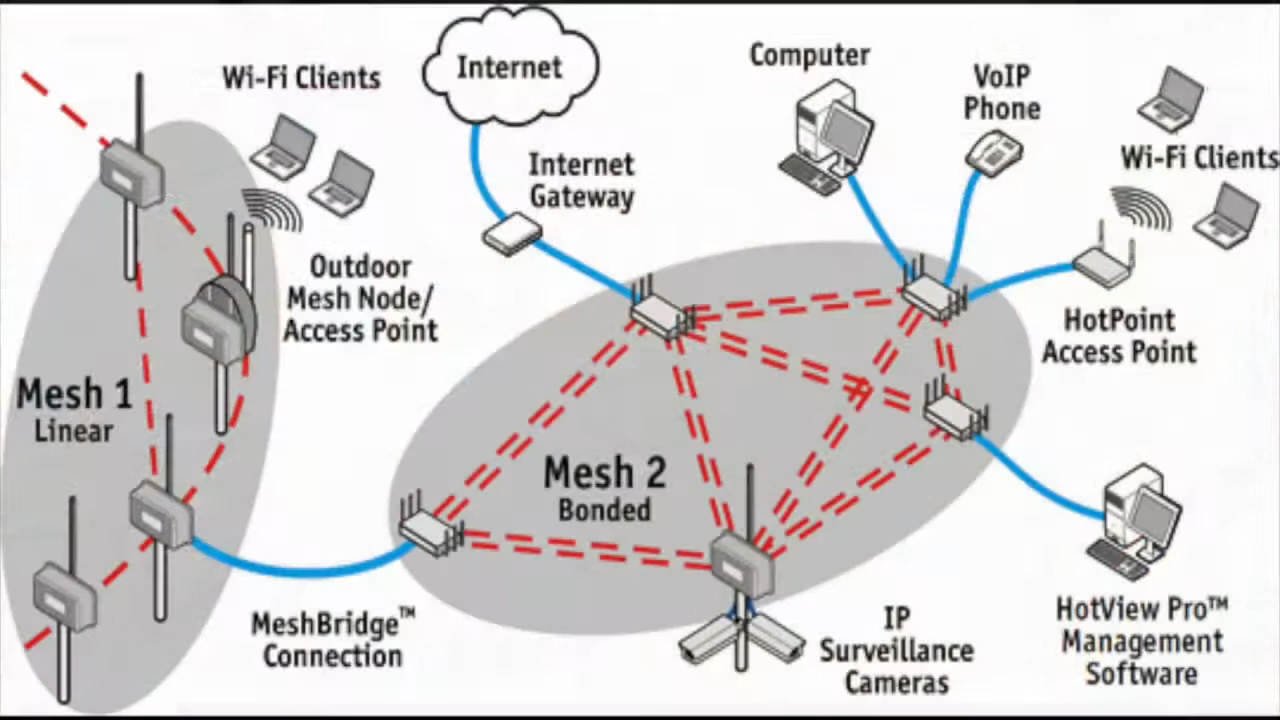 Wi-Fi Clients
Internet
Computer
VoIP
Phone
Wi-Fi Clients
Internet
Gateway
Outdoor
Mesh Node/
Access Point
HotPoint
Access Point
Mesh 1
Linear
Mesh 2
Bonded
MeshBridge™
Connection
IP
Surveillance
Cameras
HotView Pro™
Management
Software